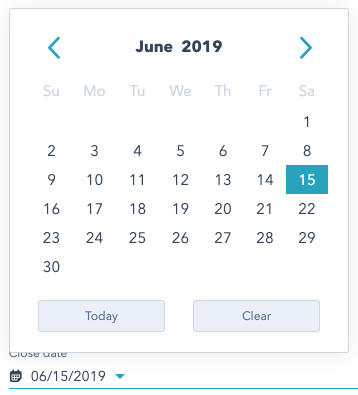 June 2019
Su Mo Tu We Th Fr Sa
1
2 3 4 5 6 7 8
9 10 11 12 13 14 15
16 17 18 19 20 21 22
23 24 25 26 27 28 29
30
Today Clear
Close date
06/15/2019